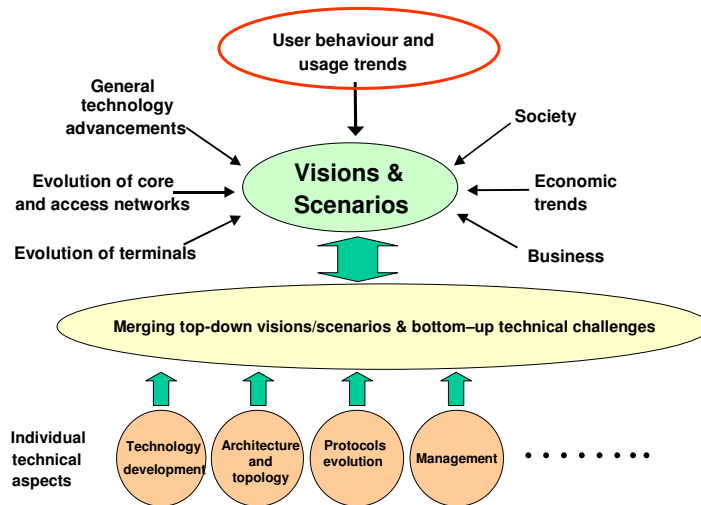 User behaviour and
usage trends
General
technology
advancements
Society
Visions &
Scenarios
Evolution of core
and access networks
Economic
trends
Evolution of terminals
Business
Merging top-down visions/scenarios & bottom–up technical challenges
Individual
technical
aspects
Technology
development
Architecture
and
topology
Protocols
evolution
Management
. . . . . . . .